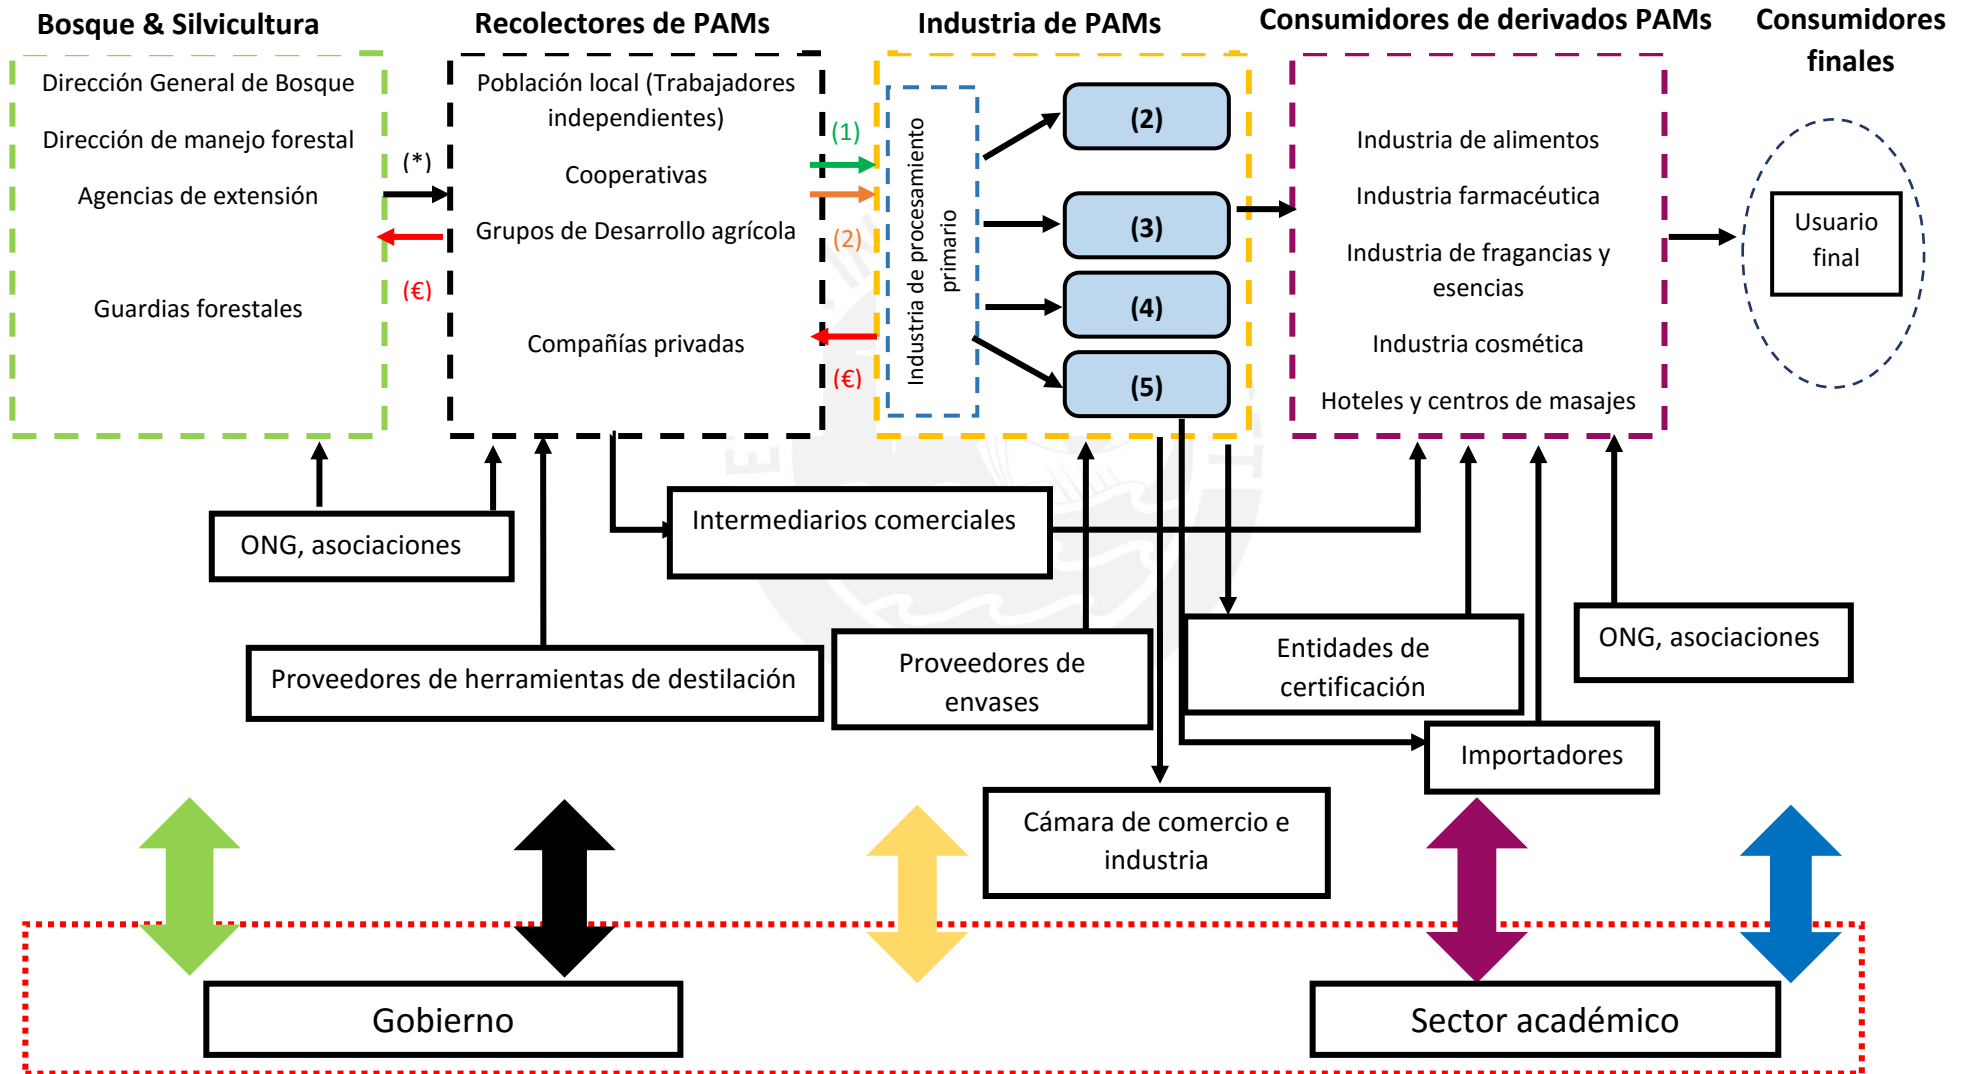 Bosque & Silvicultura
Dirección General de Bosque
Dirección de manejo forestal
Agencias de extensión
Guardias forestales
(*)
(€)
Recolectores de PAMs
Población local (Trabajadores
independientes)
Cooperativas
Grupos de Desarrollo agrícola
Compañías privadas
(1)
(2)
(€)
Industria de PAMs
Industria de procesamiento
primario
(2)
(3)
(4)
(5)
Consumidores de derivados PAMs
Industria de alimentos
Industria farmacéutica
Industria de fragancias y
esencias
Industria cosmética
Hoteles y centros de masajes
Consumidores
finales
Usuario
final
ONG, asociaciones
Intermediarios comerciales
Proveedores de herramientas de destilación
Proveedores de
envases
Entidades de
certificación
ONG, asociaciones
Importadores
Cámara de comercio e
industria
Gobierno
Sector académico